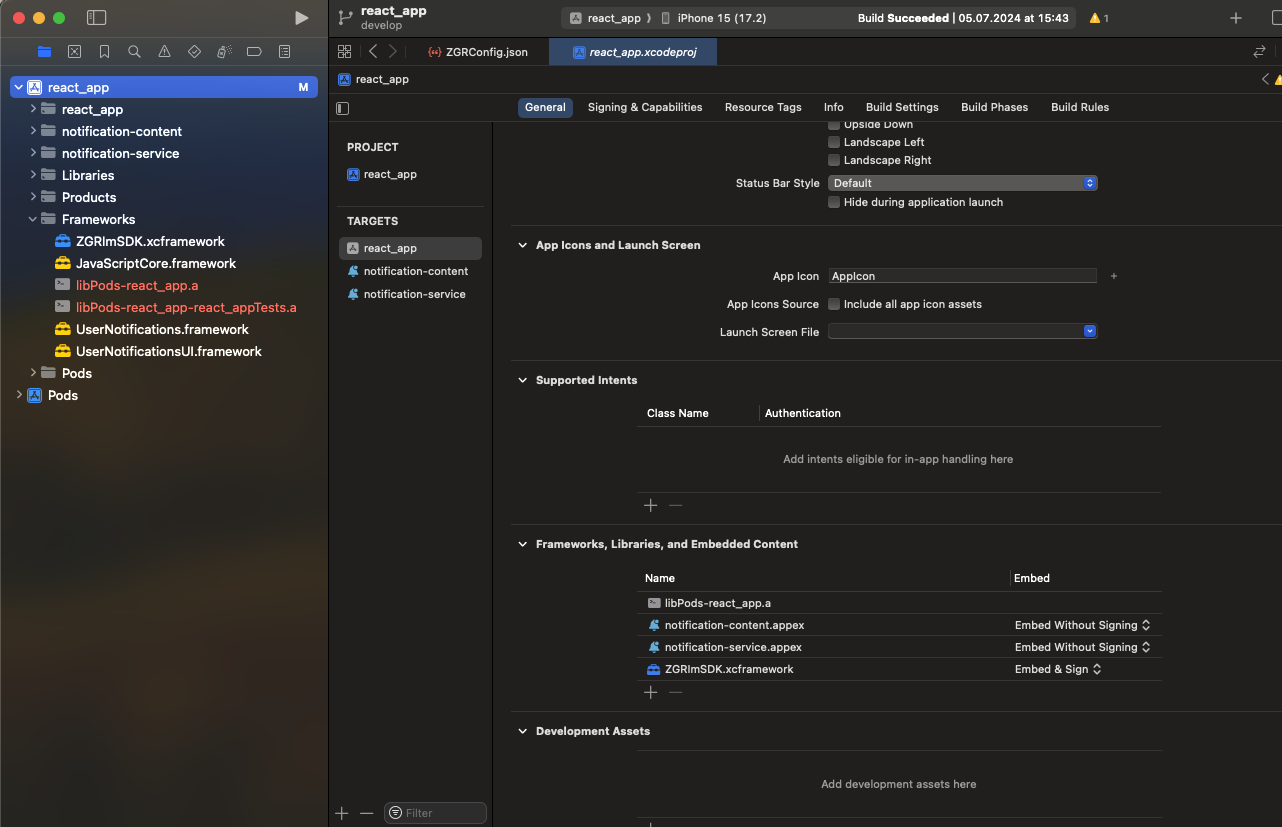 react_app
develop
react_app
iPhone 15 (17.2)
Build Succeeded | 05.07.2024 at 15:43
1
ZGRConfig.json
react_app.xcodeproj
react_app
M
react_app
notification-content
notification-service
Libraries
Products
Frameworks
ZGRImSDK.xcframework
JavaScriptCore.framework
libPods-react_app.a
libPods-react_app-react_appTests.a
UserNotifications.framework
UserNotificationsUI.framework
Pods
Pods
react_app
General
Signing & Capabilities
Resource Tags
Info
Build Settings
Build Phases
Build Rules
PROJECT
react_app
TARGETS
react_app
notification-content
notification-service
Filter
Upside Down
Landscape Left
Landscape Right
Status Bar Style
Default
Hide during application launch
App Icons and Launch Screen
App Icon
AppIcon
App Icons Source
Include all app icon assets
Launch Screen File
Supported Intents
Class Name
Authentication
Add intents eligible for in-app handling here
Frameworks, Libraries, and Embedded Content
Name
Embed
libPods-react_app.a
notification-content.appex
Embed Without Signing
notification-service.appex
Embed Without Signing
ZGRImSDK.xcframework
Embed & Sign
Development Assets
Add development assets here